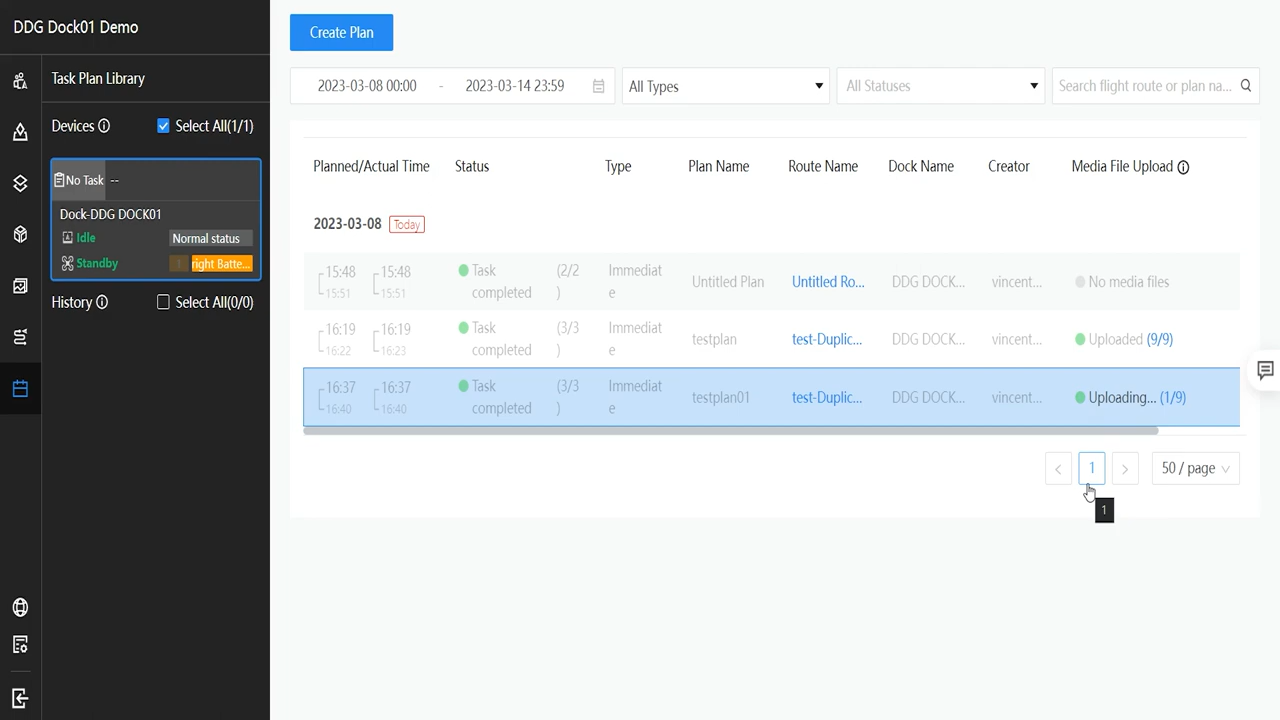 DDG Dock01 Demo
Task Plan Library
Devices
Select All(1/1)
No Task --
Dock-DDG DOCK01
Idle
Normal status
Standby
1
right Batte...
History
Select All(0/0)
Create Plan
2023-03-08 00:00 - 2023-03-14 23:59
All Types
All Statuses
Search flight route or plan na...
Planned/Actual Time Status Type Plan Name Route Name Dock Name Creator Media File Upload
2023-03-08 Today
15:48 15:48 Task (2/2 Immediat
15:51 15:51 completed ) e Untitled Plan Untitled Ro... DDG DOCK... vincent... No media files
16:19 16:19 Task (3/3 Immediat
16:22 16:23 completed ) e testplan test-Duplic... DDG DOCK... vincent... Uploaded (9/9)
16:37 16:37 Task (3/3 Immediat
16:40 16:40 completed ) e testplan01 test-Duplic... DDG DOCK... vincent... Uploading... (1/9)
< 1 > 50 / page
1